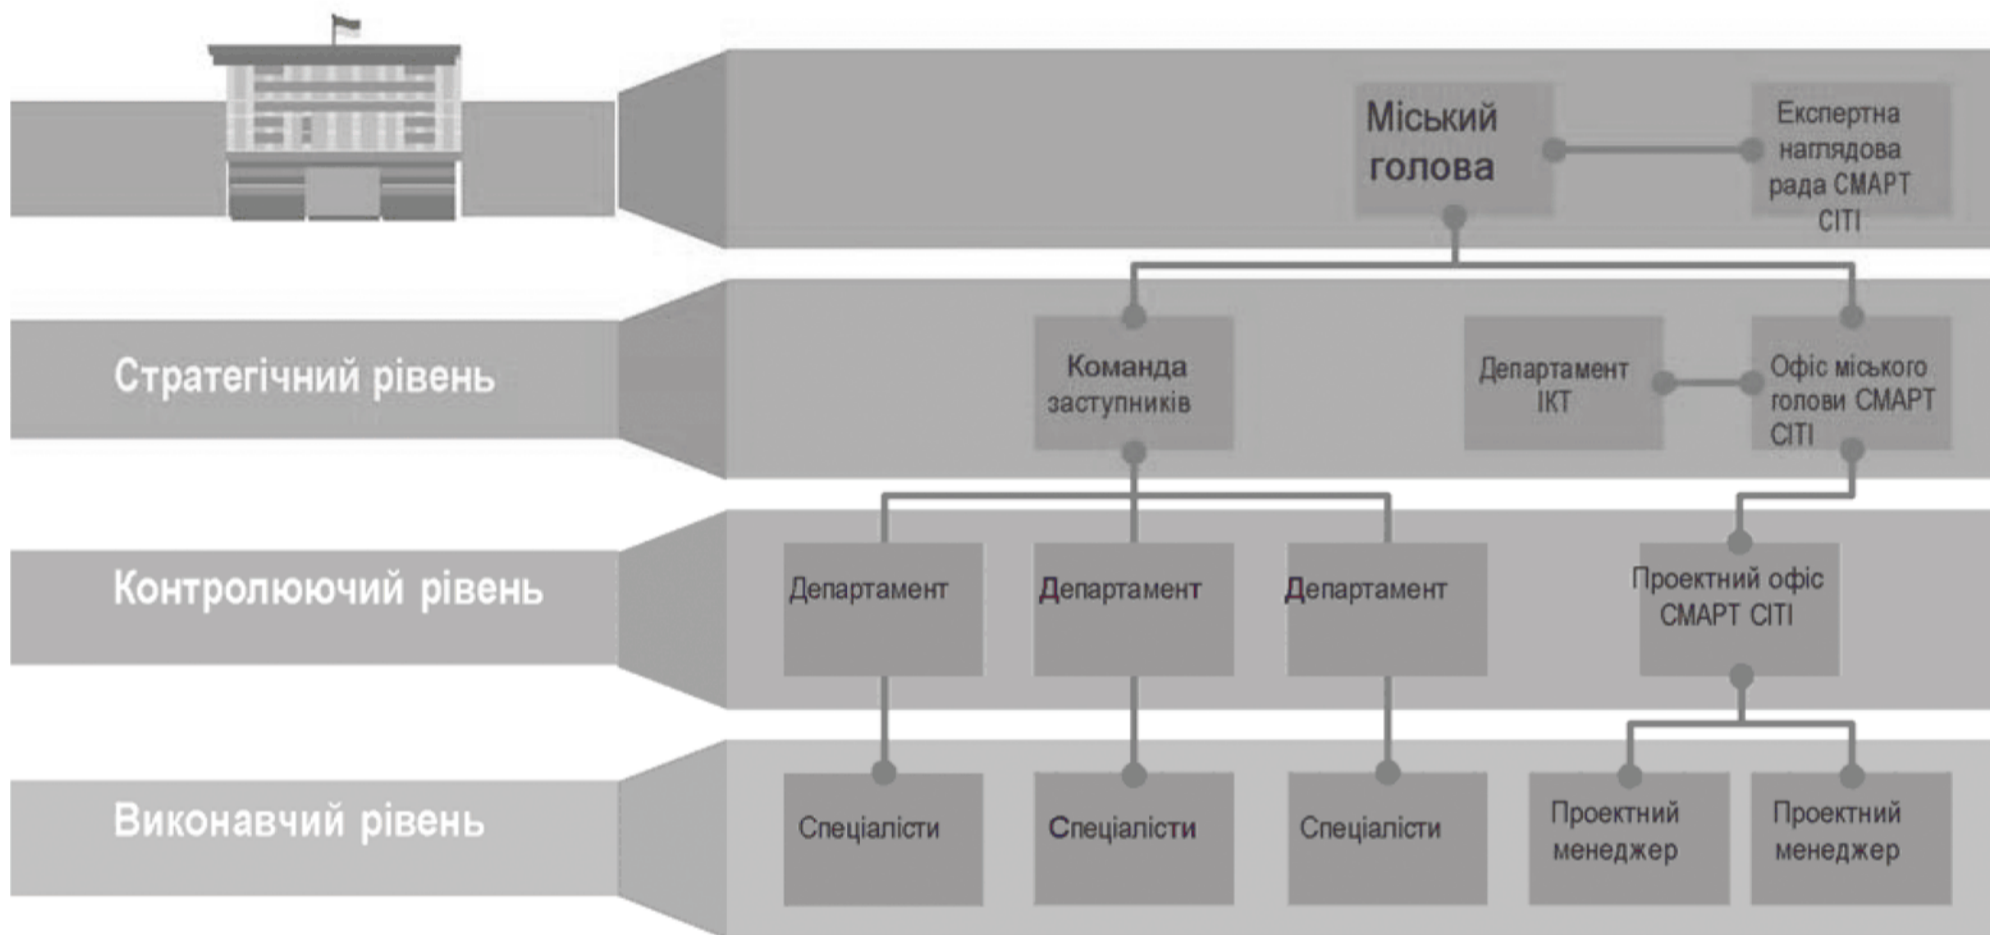 Міський
голова
Експертна
наглядова
рада СМАРТ
СІТІ
Стратегічний рівень
Команда
заступників
Департамент
ІКТ
Офіс міського
голови СМАРТ
СІТІ
Контролюючий рівень
Департамент
Департамент
Департамент
Проектний офіс
СМАРТ СІТІ
Виконавчий рівень
Спеціалісти
Спеціалісти
Спеціалісти
Проектний
менеджер
Проектний
менеджер